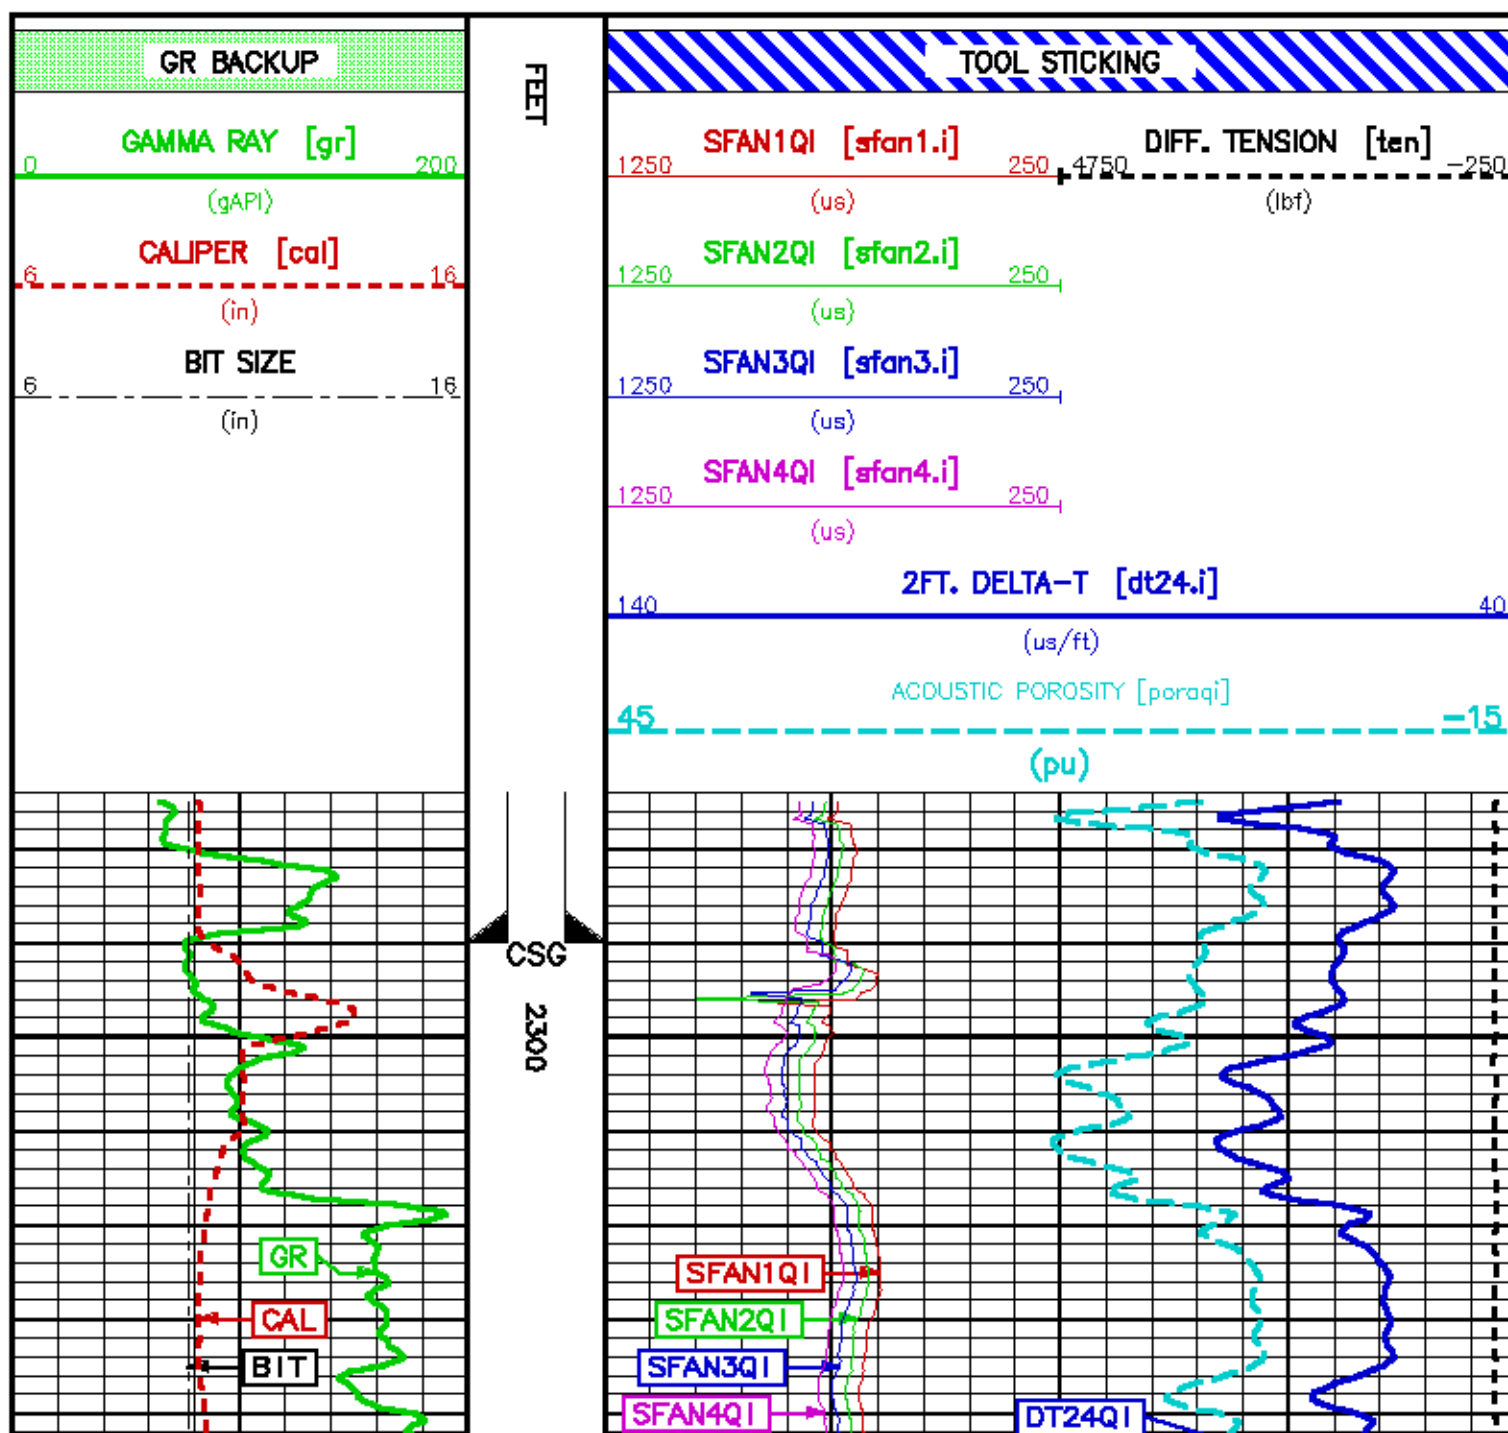 GR BACKUP
GAMMA RAY [gr]
0 200
(gAPI)
CALIPER [cal]
6 16
(in)
BIT SIZE
6 16
(in)
FEET
TOOL STICKING
SFAN1QI [sfan1.i]
1250 250
(us)
DIFF. TENSION [ten]
4750 -250
(lbf)
SFAN2QI [sfan2.i]
1250 250
(us)
SFAN3QI [sfan3.i]
1250 250
(us)
SFAN4QI [sfan4.i]
1250 250
(us)
2FT. DELTA-T [dt24.i]
140 40
(us/ft)
ACOUSTIC POROSITY [poraqi]
45 -15
(pu)
CSG
2300
GR
CAL
BIT
SFAN1QI
SFAN2QI
SFAN3QI
SFAN4QI
DT24QI